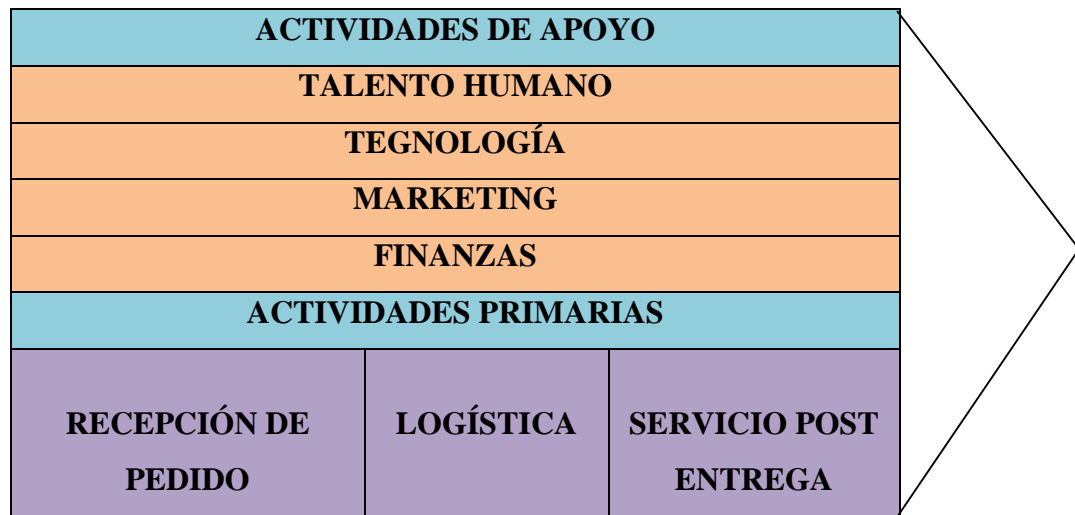 ACTIVIDADES DE APOYO
TALENTO HUMANO
TEGNOLOGÍA
MARKETING
FINANZAS
ACTIVIDADES PRIMARIAS
RECEPCIÓN DE
PEDIDO
LOGÍSTICA
SERVICIO POST
ENTREGA